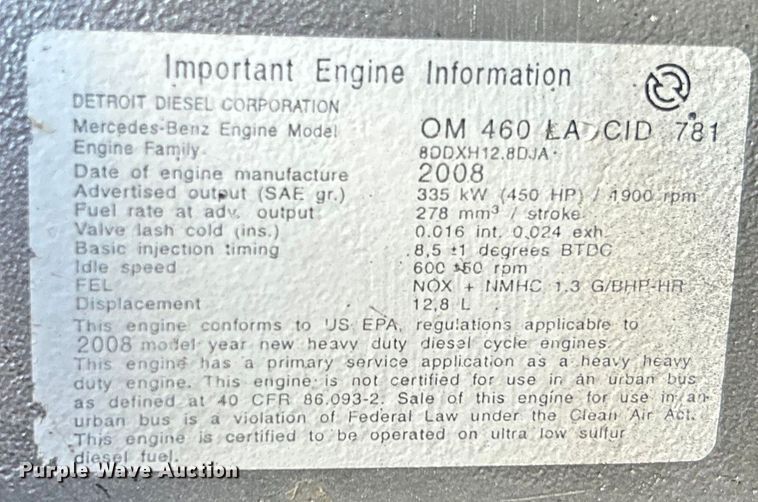 Important Engine Information
DETROIT DIESEL CORPORATION
Mercedes-Benz Engine Model OM 460 LA CID 781
Engine Family 8DDXH12.8DJA
Date of engine manufacture 2008
Advertised output (SAE gr.) 335 kW (450 HP) / 1900 rpm
Fuel rate at adv. output 278 mm³ / stroke
Valve lash cold (ins.) 0.016 int. 0.024 exh.
Basic injection timing 8,5 ±1 degrees BTDC
Idle speed 600 ±50 rpm
FEL NOX + NMHC 1.3 G/BHP-HR
Displacement 12,8 L
This engine conforms to US EPA, regulations applicable to
2008 model year new heavy duty diesel cycle engines.
This engine has a primary service application as a heavy heavy
duty engine. This engine is not certified for use in an urban bus
as defined at 40 CFR 86.093-2. Sale of this engine for use in an
urban bus is a violation of Federal Law under the Clean Air Act.
This engine is certified to be operated on ultra low sulfur
diesel fuel.
Purple Wave Auction